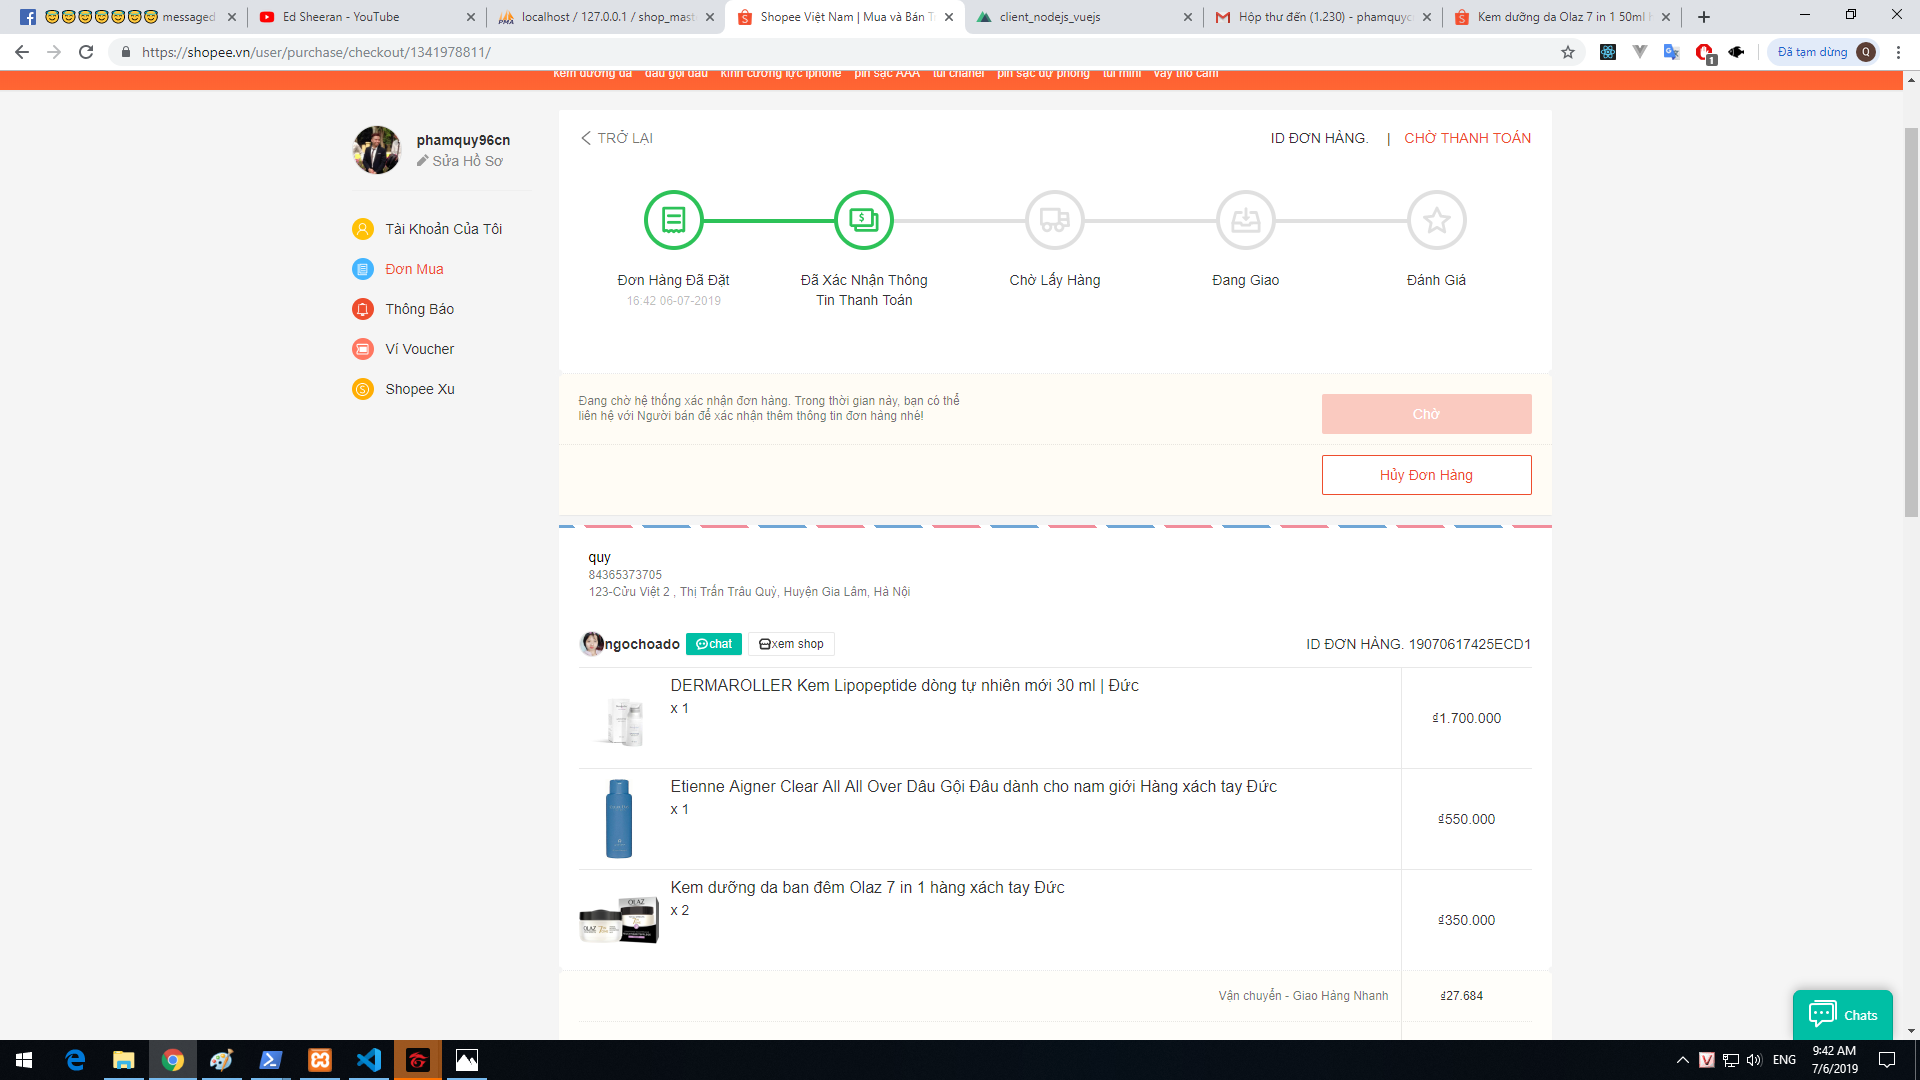 messaged
Ed Sheeran - YouTube
localhost / 127.0.0.1 / shop_mast
Shopee Việt Nam | Mua và Bán T
client_nodejs_vuejs
Hộp thư đến (1.230) - phamquyc
Kem dưỡng da Olaz 7 in 1 50ml
https://shopee.vn/user/purchase/checkout/1341978811/
1
Đã tạm dừng
Q
kem dưỡng da dầu gội đầu kính cường lực iphone pin sạc AAA túi chanel pin sạc dự phòng túi mini váy thổ cẩm
phamquy96cn
Sửa Hồ Sơ
Tài Khoản Của Tôi
Đơn Mua
Thông Báo
Ví Voucher
Shopee Xu
TRỞ LẠI
ID ĐƠN HÀNG. | CHỜ THANH TOÁN
Đơn Hàng Đã Đặt
16:42 06-07-2019
Đã Xác Nhận Thông
Tin Thanh Toán
Chờ Lấy Hàng
Đang Giao
Đánh Giá
Đang chờ hệ thống xác nhận đơn hàng. Trong thời gian này, bạn có thể
liên hệ với Người bán để xác nhận thêm thông tin đơn hàng nhé!
Chờ
Hủy Đơn Hàng
quy
84365373705
123-Cửu Việt 2 , Thị Trấn Trâu Quỳ, Huyện Gia Lâm, Hà Nội
ngochoado
chat
xem shop
ID ĐƠN HÀNG. 19070617425ECD1
DERMAROLLER Kem Lipopeptide dòng tự nhiên mới 30 ml | Đức
x 1
₫1.700.000
Etienne Aigner Clear All All Over Dầu Gội Đầu dành cho nam giới Hàng xách tay Đức
x 1
₫550.000
Kem dưỡng da ban đêm Olaz 7 in 1 hàng xách tay Đức
x 2
₫350.000
Vận chuyển - Giao Hàng Nhanh
₫27.684
Chats
ENG
9:42 AM
7/6/2019